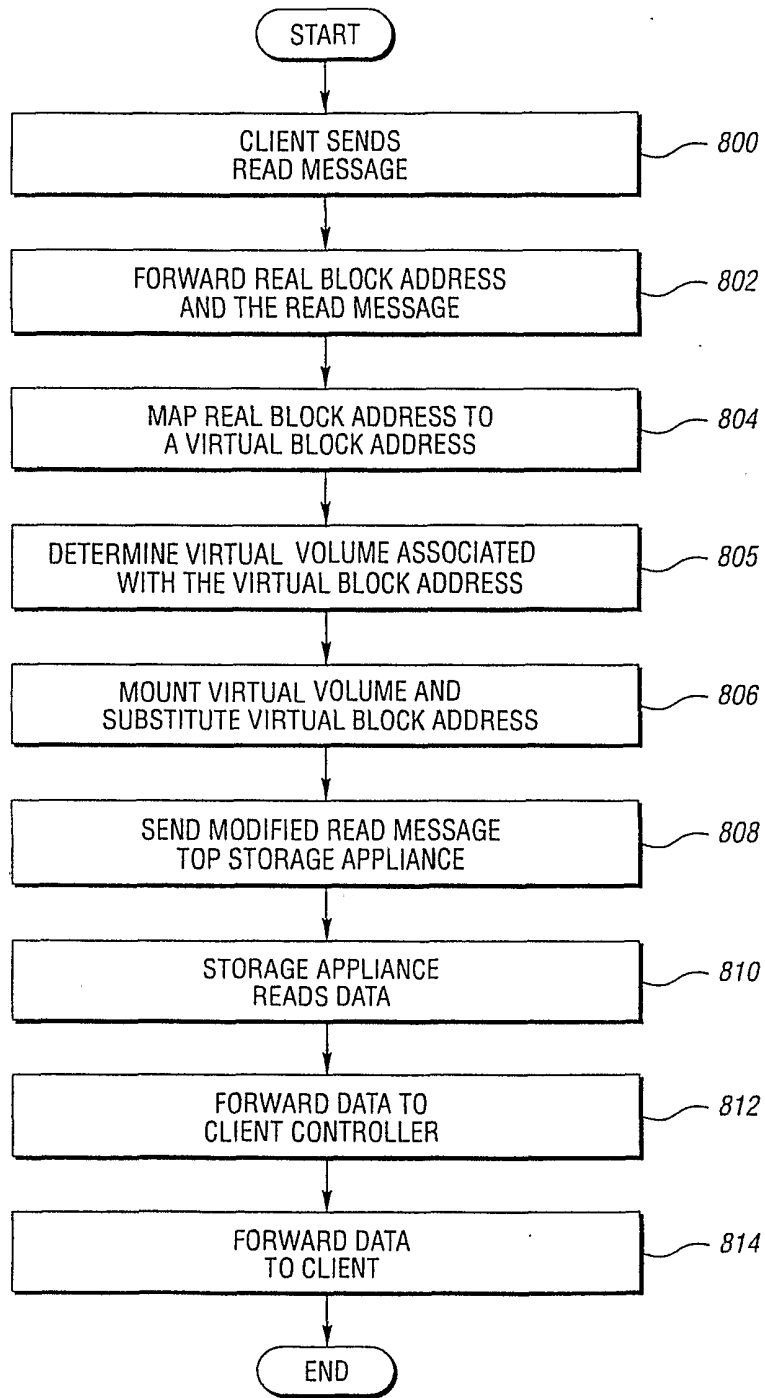 START
CLIENT SENDS
READ MESSAGE
800
FORWARD REAL BLOCK ADDRESS
AND THE READ MESSAGE
802
MAP REAL BLOCK ADDRESS TO
A VIRTUAL BLOCK ADDRESS
804
DETERMINE VIRTUAL VOLUME ASSOCIATED
WITH THE VIRTUAL BLOCK ADDRESS
805
MOUNT VIRTUAL VOLUME AND
SUBSTITUTE VIRTUAL BLOCK ADDRESS
806
SEND MODIFIED READ MESSAGE
TOP STORAGE APPLIANCE
808
STORAGE APPLIANCE
READS DATA
810
FORWARD DATA TO
CLIENT CONTROLLER
812
FORWARD DATA
TO CLIENT
814
END